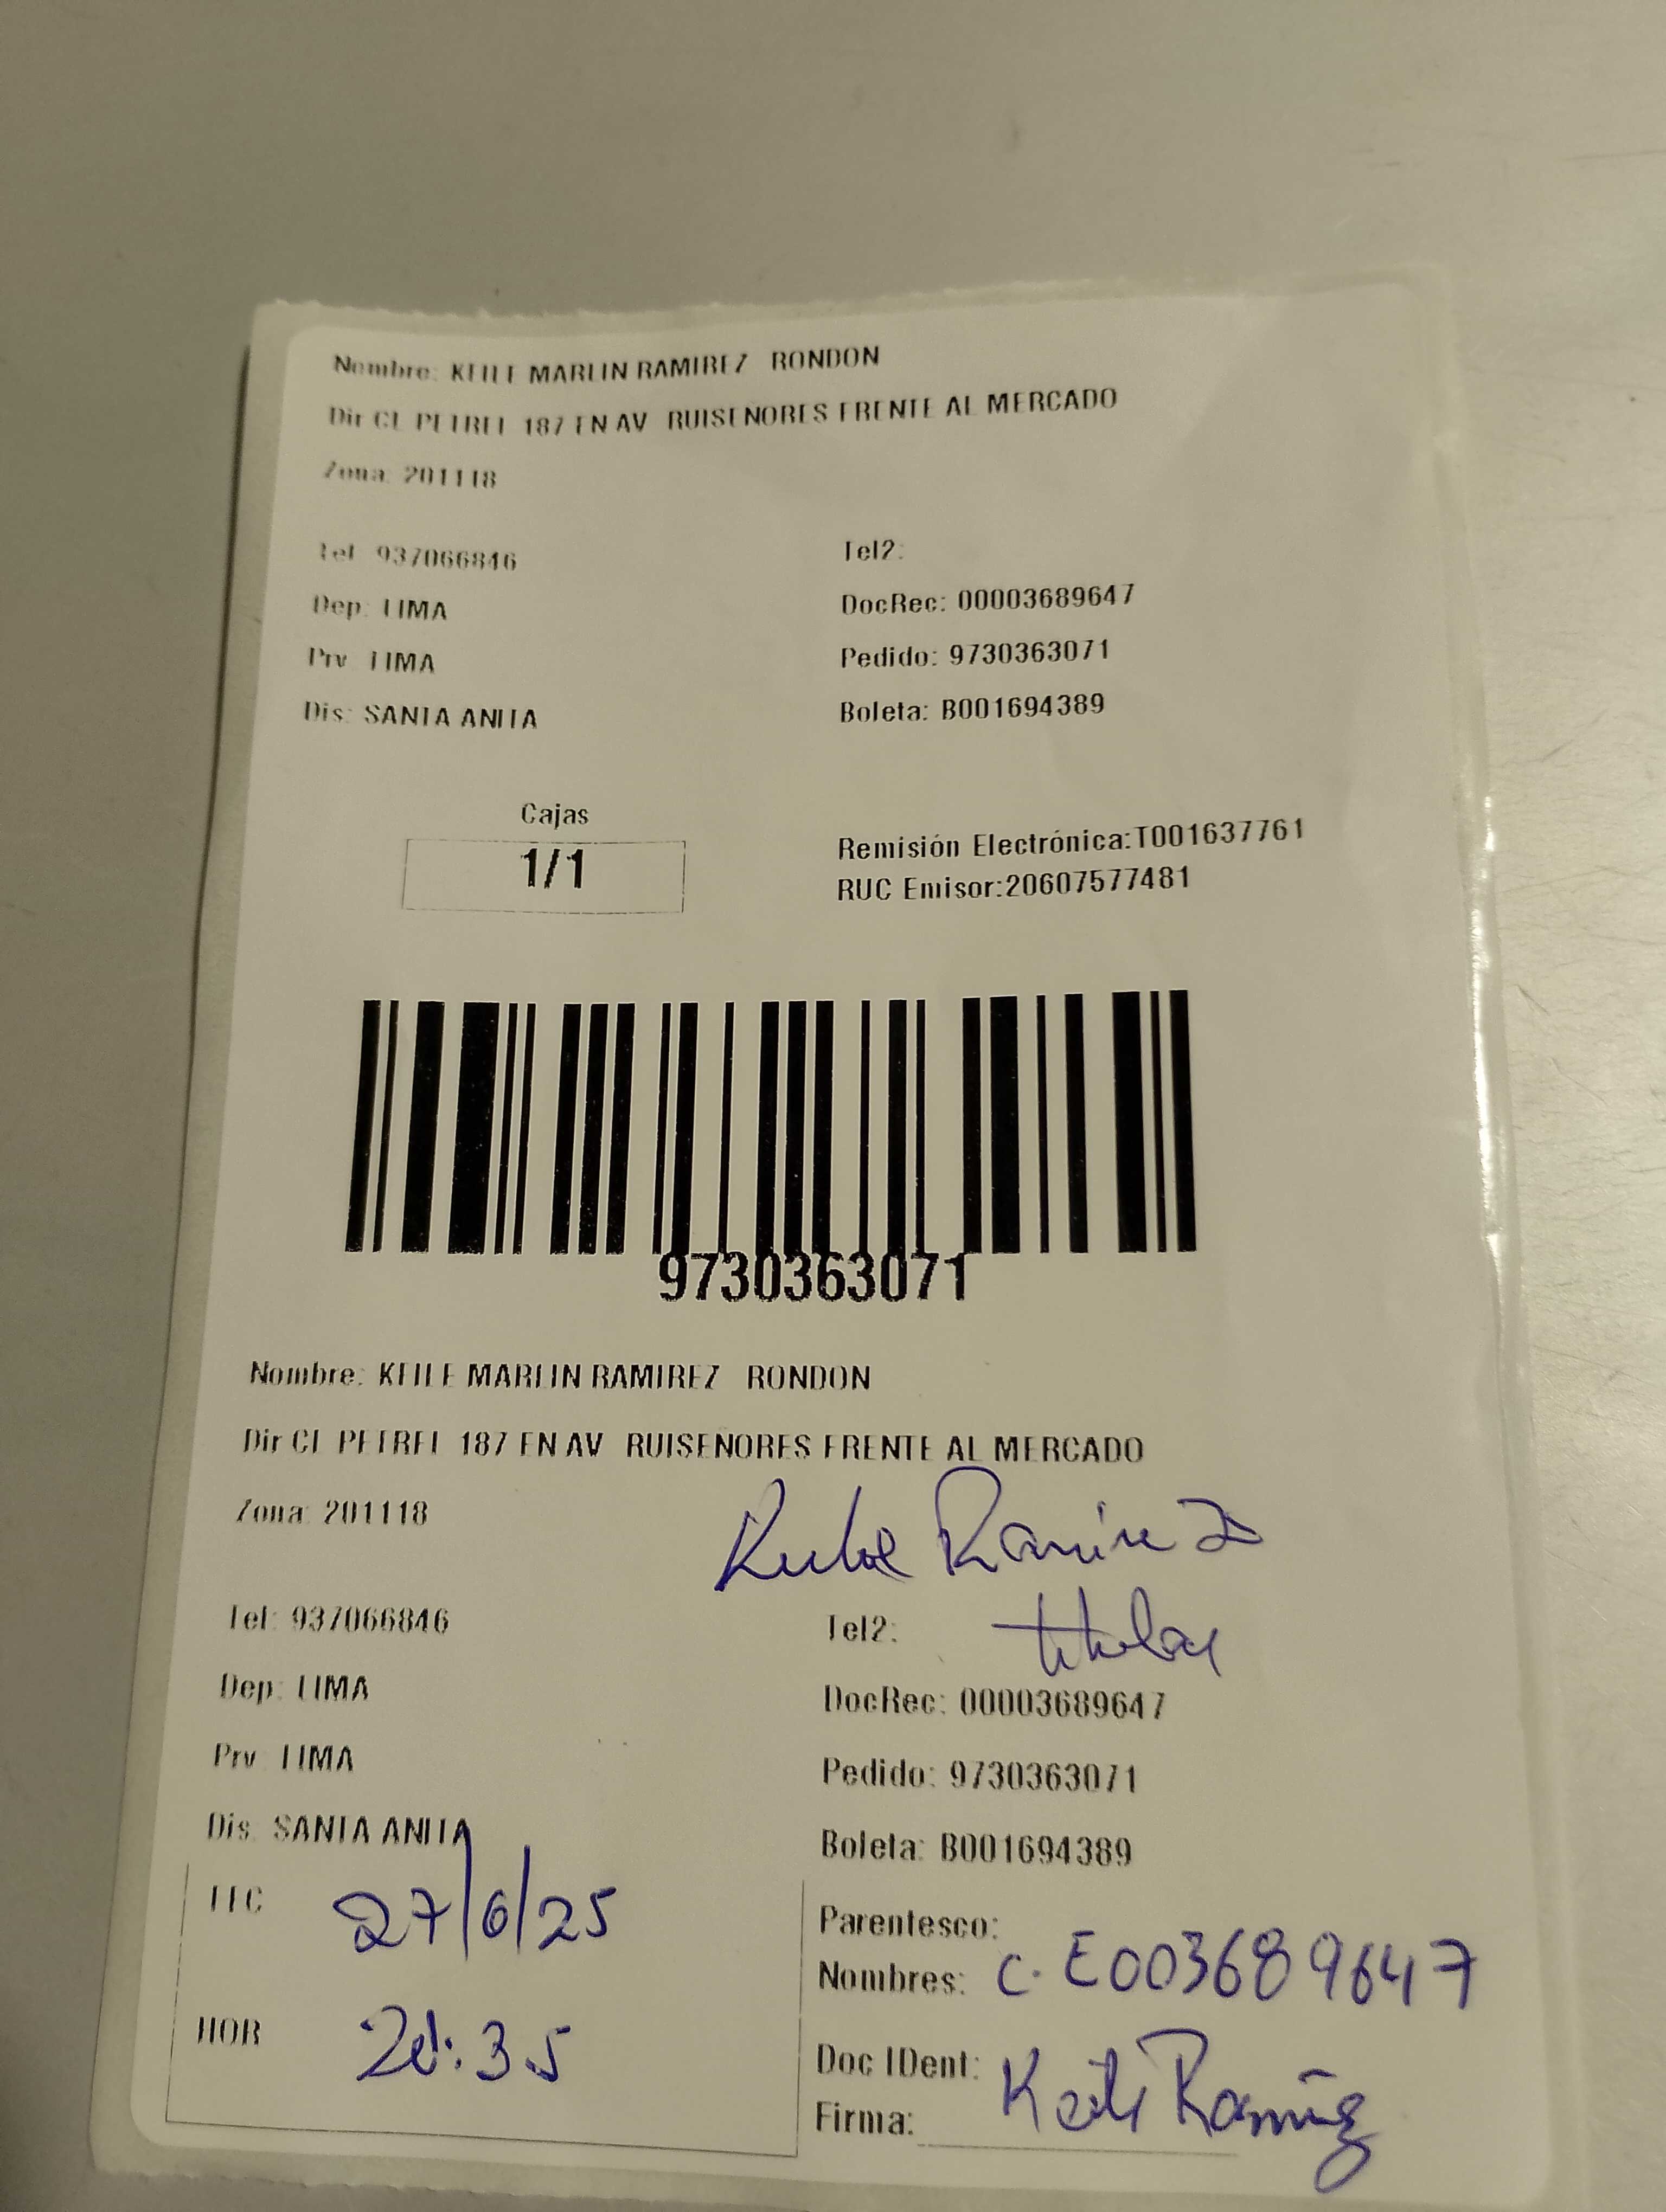 Nombre: KEILE MARLIN RAMIREZ RONDON
Dir CL PETREL 187 EN AV RUISEÑORES FRENTE AL MERCADO
Zona: 201118
Tel: 937066846 Tel2:
Dep: LIMA DocRec: 00003689647
Prv: LIMA Pedido: 9730363071
Dis: SANTA ANITA Boleta: B001694389
Cajas
1/1
Remisión Electrónica:T001637761
RUC Emisor:20607577481
9730363071
Nombre: KEILE MARLIN RAMIREZ RONDON
Dir CL PETREL 187 EN AV RUISEÑORES FRENTE AL MERCADO
Zona: 201118
Ramirez
Tel: 937066846 Tel2: titular
Dep: LIMA DocRec: 00003689647
Prv: LIMA Pedido: 9730363071
Dis: SANTA ANITA Boleta: B001694389
27/6/25
Parentesco:
Nombres: C.E003689647
HOR :35
Doc IDent:
Firma: Ramirez